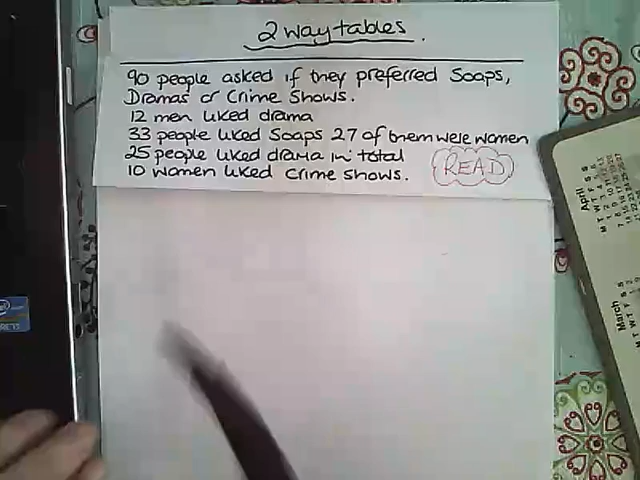 2 way tables.
90 people asked if they preferred Soaps,
Dramas or Crime Shows.
12 men liked drama
33 people liked Soaps 27 of them were women
25 people liked drama in total
10 women liked crime shows.
READ
April
March